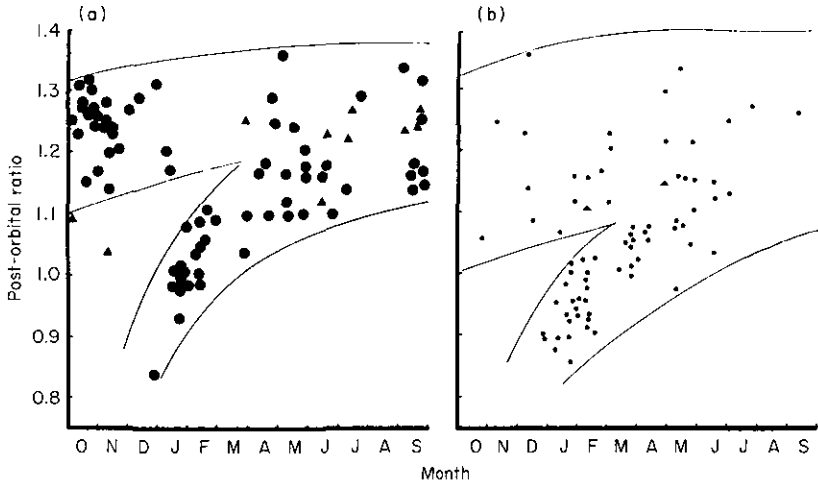 (a)
(b)
Post-orbital ratio
1.4
1.3
1.2
1.1
1.0
0.9
0.8
O N D J F M A M J J A S
O N D J F M A M J J A S
Month